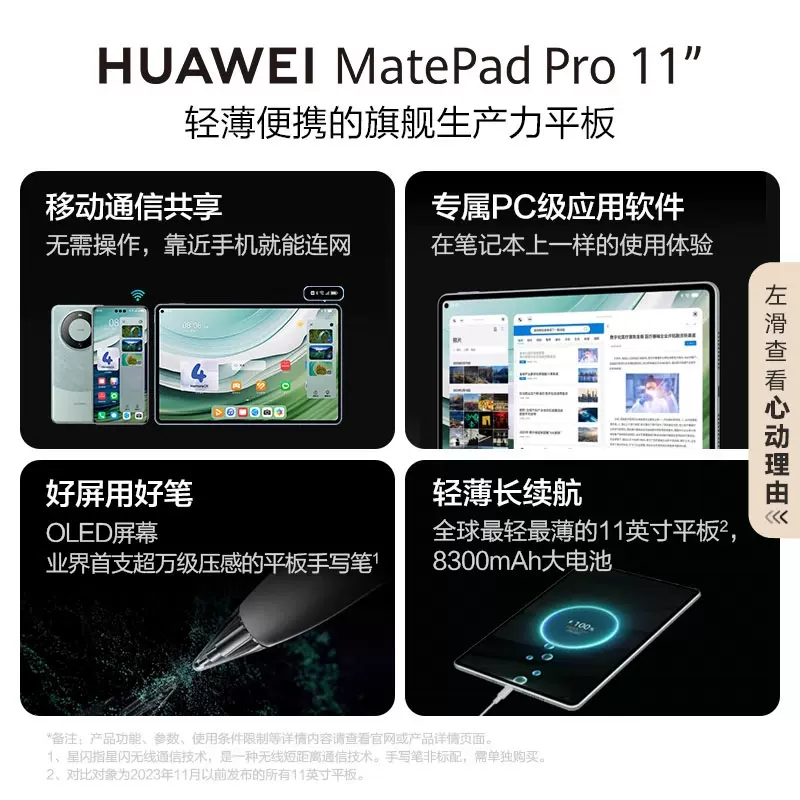 HUAWEI MatePad Pro 11”
轻薄便携的旗舰生产力平板
移动通信共享
无需操作，靠近手机就能连网
专属PC级应用软件
在笔记本上一样的使用体验
左滑查看心动理由
好屏用好笔
OLED屏幕
业界首支超万级压感的平板手写笔1
轻薄长续航
全球最轻最薄的11英寸平板2，
8300mAh大电池
100%
*备注：产品功能、参数、使用条件限制等详情内容请查看官网或产品详情页面。
1、星闪指星闪无线通信技术，是一种无线短距离通信技术。手写笔非标配，需单独购买。
2、对比对象为2023年11月以前发布的所有11英寸平板。